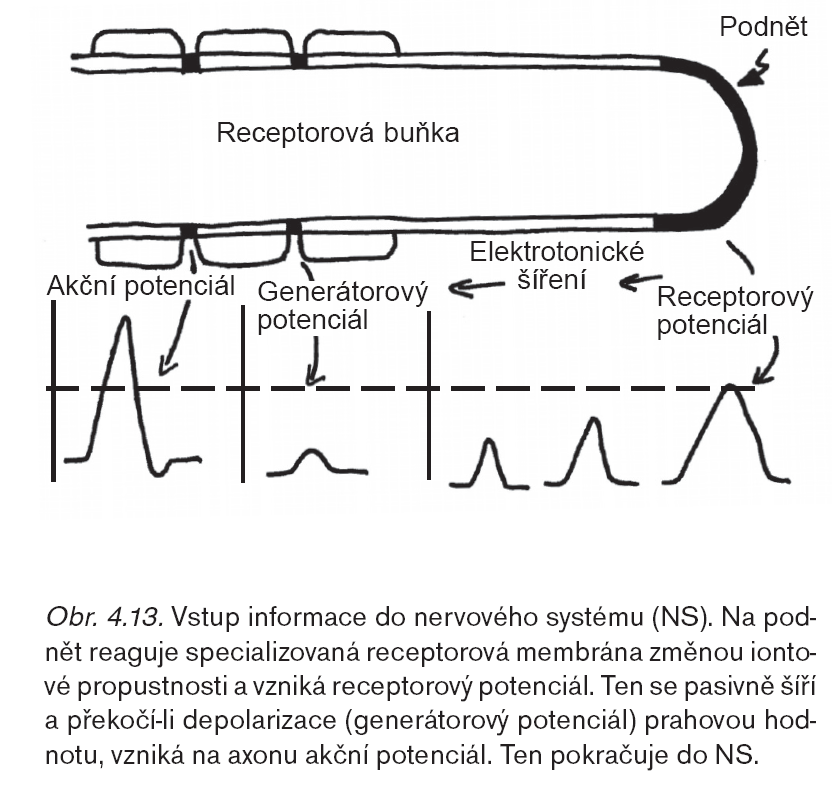 Podnět
Receptorová buňka
Elektrotonické
šíření
Akční potenciál
Generátorový
potenciál
Receptorový
potenciál
Obr. 4.13. Vstup informace do nervového systému (NS). Na pod-
nět reaguje specializovaná receptorová membrána změnou ionto-
vé propustnosti a vzniká receptorový potenciál. Ten se pasivně šíří
a překočí-li depolarizace (generátorový potenciál) prahovou hod-
notu, vzniká na axonu akční potenciál. Ten pokračuje do NS.